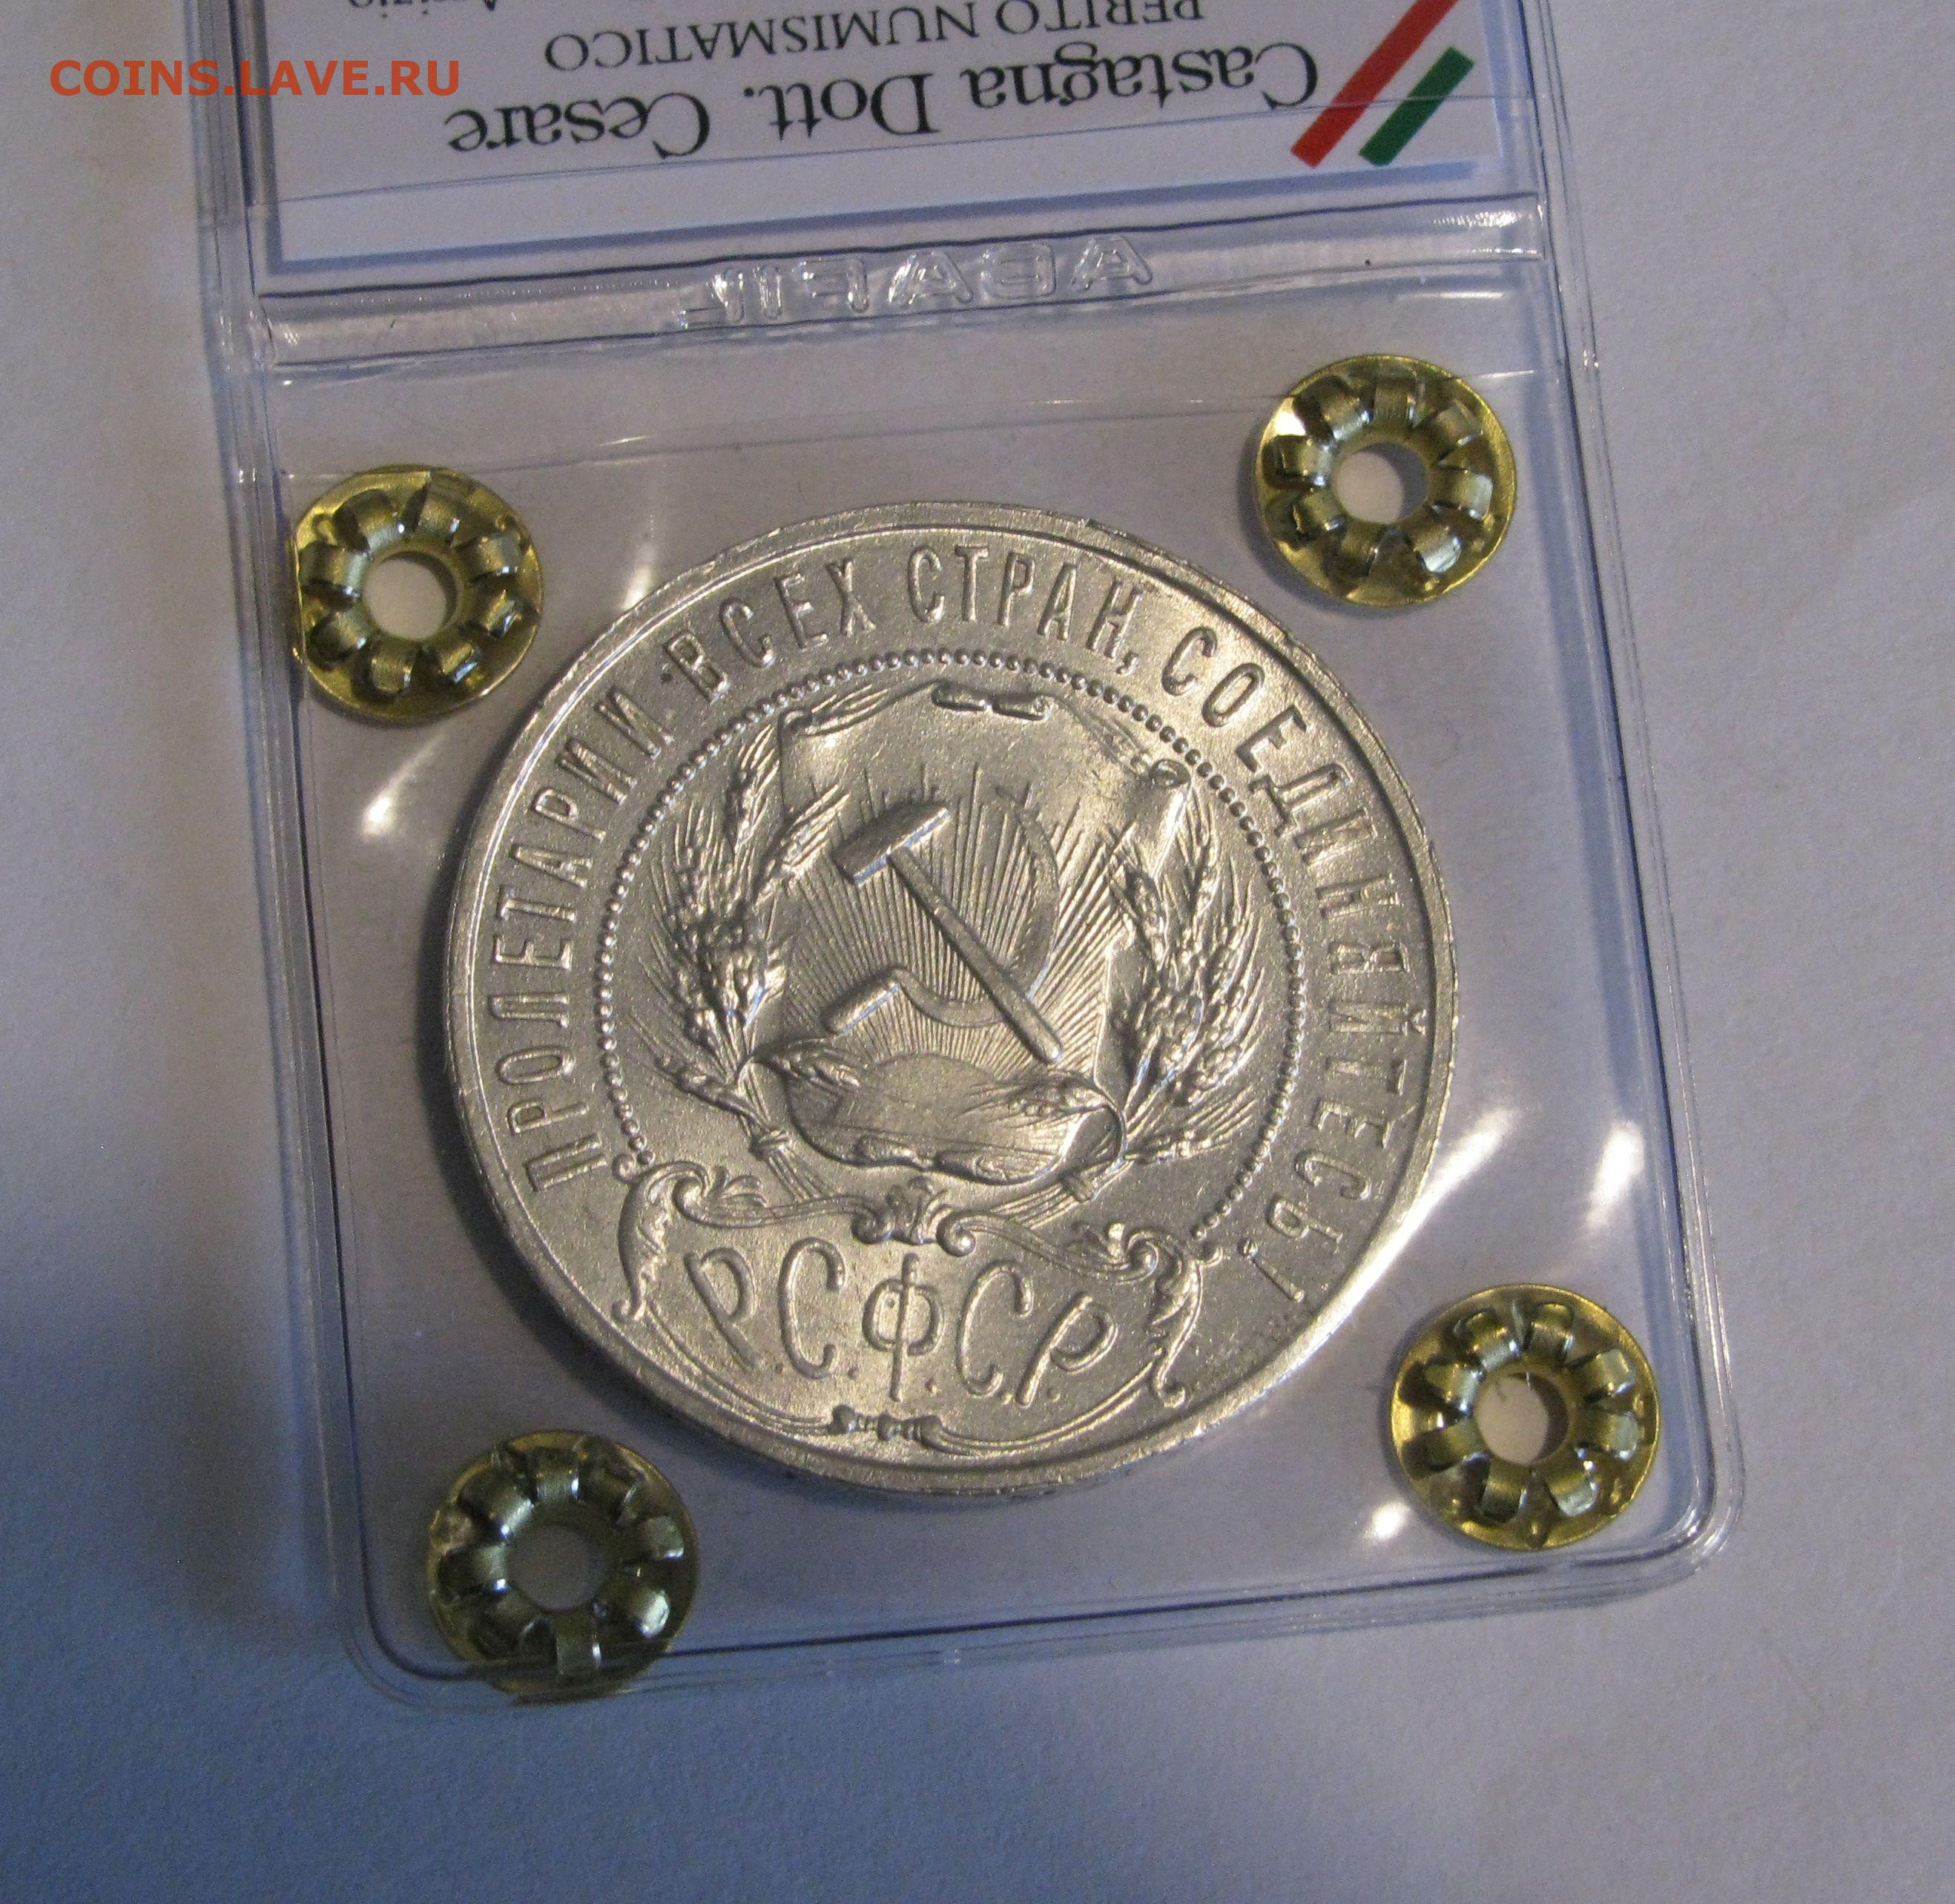 COINS.LAVE.RU
Castagna Dott. Cesare
PERITO NUMISMATICO
ABAFIL
ПРОЛЕТАРИИ ВСЕХ СТРАН, СОЕДИНЯЙТЕСЬ!
Р.С.Ф.С.Р.